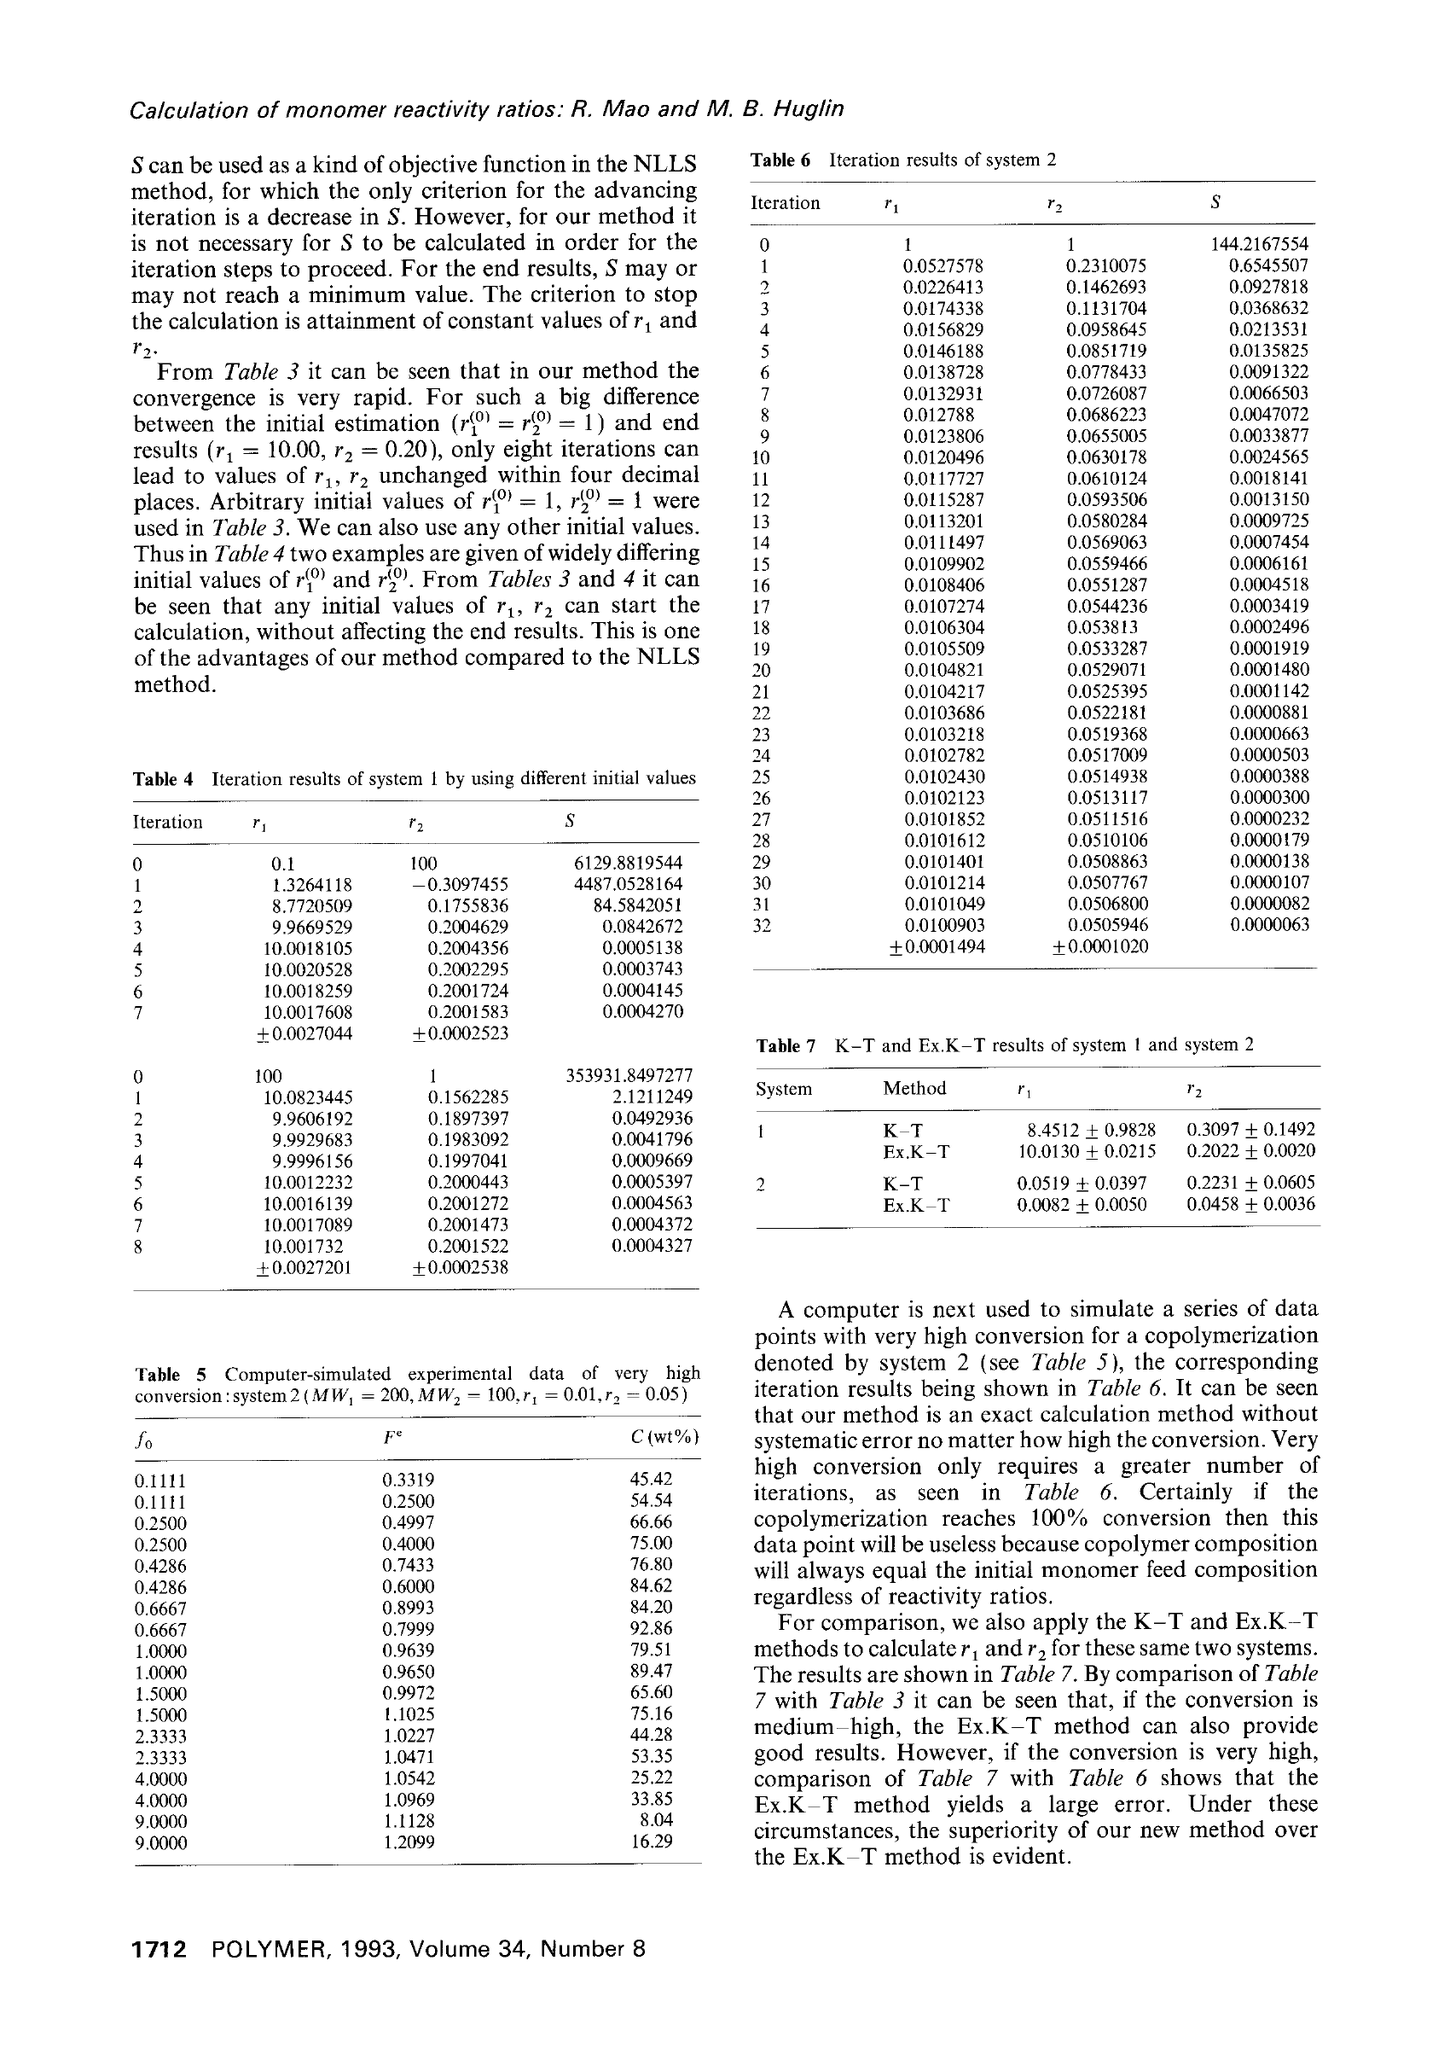 Calculation of monomer reactivity ratios: R. Mao and M. B. Huglin
S can be used as a kind of objective function in the NLLS
method, for which the only criterion for the advancing
iteration is a decrease in S. However, for our method it
is not necessary for S to be calculated in order for the
iteration steps to proceed. For the end results, S may or
may not reach a minimum value. The criterion to stop
the calculation is attainment of constant values of r₁ and
r₂.
From Table 3 it can be seen that in our method the
convergence is very rapid. For such a big difference
between the initial estimation (r₁⁽⁰⁾ = r₂⁽⁰⁾ = 1) and end
results (r₁ = 10.00, r₂ = 0.20), only eight iterations can
lead to values of r₁, r₂ unchanged within four decimal
places. Arbitrary initial values of r₁⁽⁰⁾ = 1, r₂⁽⁰⁾ = 1 were
used in Table 3. We can also use any other initial values.
Thus in Table 4 two examples are given of widely differing
initial values of r₁⁽⁰⁾ and r₂⁽⁰⁾. From Tables 3 and 4 it can
be seen that any initial values of r₁, r₂ can start the
calculation, without affecting the end results. This is one
of the advantages of our method compared to the NLLS
method.
Table 4 Iteration results of system 1 by using different initial values
Iteration r₁ r₂ S
0 0.1 100 6129.8819544
1 1.3264118 −0.3097455 4487.0528164
2 8.7720509 0.1755836 84.5842051
3 9.9669529 0.2004629 0.0842672
4 10.0018105 0.2004356 0.0005138
5 10.0020528 0.2002295 0.0003743
6 10.0018259 0.2001724 0.0004145
7 10.0017608 0.2001583 0.0004270
±0.0027044 ±0.0002523
0 100 1 353931.8497277
1 10.0823445 0.1562285 2.1211249
2 9.9606192 0.1897397 0.0492936
3 9.9929683 0.1983092 0.0041796
4 9.9996156 0.1997041 0.0009669
5 10.0012232 0.2000443 0.0005397
6 10.0016139 0.2001272 0.0004563
7 10.0017089 0.2001473 0.0004372
8 10.001732 0.2001522 0.0004327
±0.0027201 ±0.0002538
Table 5 Computer-simulated experimental data of very high
conversion: system 2 (MW₁ = 200, MW₂ = 100, r₁ = 0.01, r₂ = 0.05)
f₀ Fᵉ C (wt%)
0.1111 0.3319 45.42
0.1111 0.2500 54.54
0.2500 0.4997 66.66
0.2500 0.4000 75.00
0.4286 0.7433 76.80
0.4286 0.6000 84.62
0.6667 0.8993 84.20
0.6667 0.7999 92.86
1.0000 0.9639 79.51
1.0000 0.9650 89.47
1.5000 0.9972 65.60
1.5000 1.1025 75.16
2.3333 1.0227 44.28
2.3333 1.0471 53.35
4.0000 1.0542 25.22
4.0000 1.0969 33.85
9.0000 1.1128 8.04
9.0000 1.2099 16.29
Table 6 Iteration results of system 2
Iteration r₁ r₂ S
0 1 1 144.2167554
1 0.0527578 0.2310075 0.6545507
2 0.0226413 0.1462693 0.0927818
3 0.0174338 0.1131704 0.0368632
4 0.0156829 0.0958645 0.0213531
5 0.0146188 0.0851719 0.0135825
6 0.0138728 0.0778433 0.0091322
7 0.0132931 0.0726087 0.0066503
8 0.012788 0.0686223 0.0047072
9 0.0123806 0.0655005 0.0033877
10 0.0120496 0.0630178 0.0024565
11 0.0117727 0.0610124 0.0018141
12 0.0115287 0.0593506 0.0013150
13 0.0113201 0.0580284 0.0009725
14 0.0111497 0.0569063 0.0007454
15 0.0109902 0.0559466 0.0006161
16 0.0108406 0.0551287 0.0004518
17 0.0107274 0.0544236 0.0003419
18 0.0106304 0.053813 0.0002496
19 0.0105509 0.0533287 0.0001919
20 0.0104821 0.0529071 0.0001480
21 0.0104217 0.0525395 0.0001142
22 0.0103686 0.0522181 0.0000881
23 0.0103218 0.0519368 0.0000663
24 0.0102782 0.0517009 0.0000503
25 0.0102430 0.0514938 0.0000388
26 0.0102123 0.0513117 0.0000300
27 0.0101852 0.0511516 0.0000232
28 0.0101612 0.0510106 0.0000179
29 0.0101401 0.0508863 0.0000138
30 0.0101214 0.0507767 0.0000107
31 0.0101049 0.0506800 0.0000082
32 0.0100903 0.0505946 0.0000063
±0.0001494 ±0.0001020
Table 7 K–T and Ex.K–T results of system 1 and system 2
System Method r₁ r₂
1 K–T 8.4512 ± 0.9828 0.3097 ± 0.1492
Ex.K–T 10.0130 ± 0.0215 0.2022 ± 0.0020
2 K–T 0.0519 ± 0.0397 0.2231 ± 0.0605
Ex.K–T 0.0082 ± 0.0050 0.0458 ± 0.0036
A computer is next used to simulate a series of data
points with very high conversion for a copolymerization
denoted by system 2 (see Table 5), the corresponding
iteration results being shown in Table 6. It can be seen
that our method is an exact calculation method without
systematic error no matter how high the conversion. Very
high conversion only requires a greater number of
iterations, as seen in Table 6. Certainly if the
copolymerization reaches 100% conversion then this
data point will be useless because copolymer composition
will always equal the initial monomer feed composition
regardless of reactivity ratios.
For comparison, we also apply the K–T and Ex.K–T
methods to calculate r₁ and r₂ for these same two systems.
The results are shown in Table 7. By comparison of Table
7 with Table 3 it can be seen that, if the conversion is
medium–high, the Ex.K–T method can also provide
good results. However, if the conversion is very high,
comparison of Table 7 with Table 6 shows that the
Ex.K–T method yields a large error. Under these
circumstances, the superiority of our new method over
the Ex.K–T method is evident.
1712 POLYMER, 1993, Volume 34, Number 8